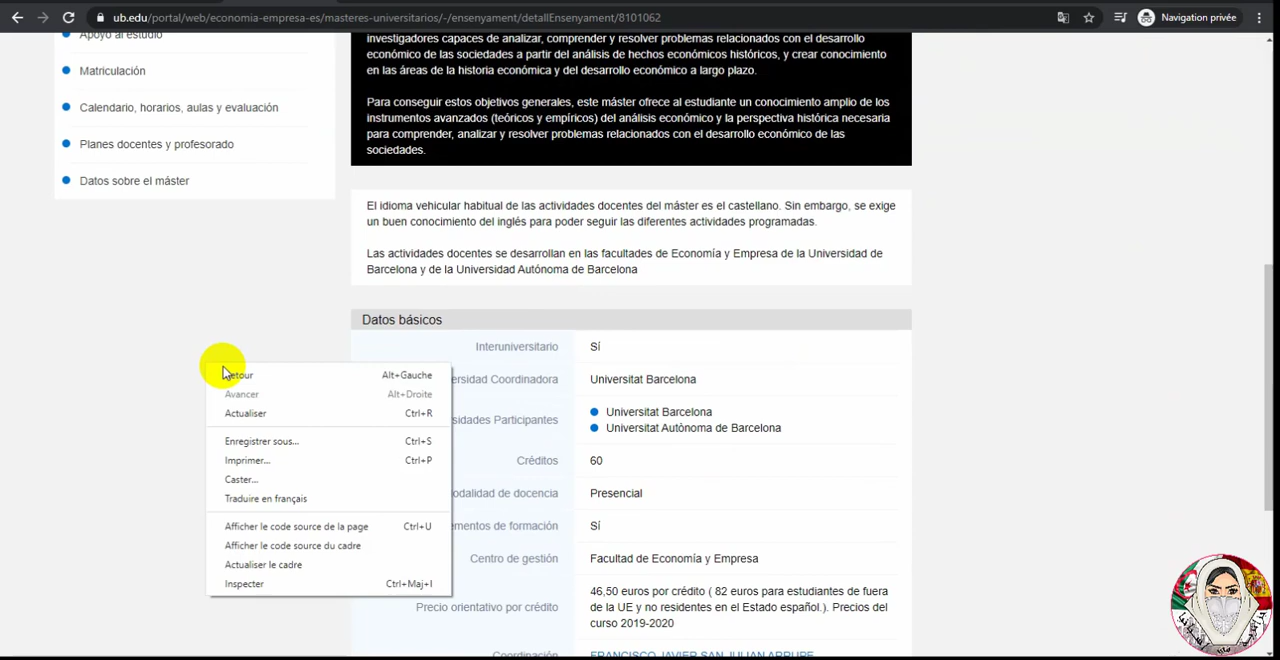 ub.edu/portal/web/economia-empresa-es/masteres-universitarios/-/ensenyament/detallEnsenyament/8101062
Navigation privée
Apoyo al estudio
Matriculación
Calendario, horarios, aulas y evaluación
Planes docentes y profesorado
Datos sobre el máster
investigadores capaces de analizar, comprender y resolver problemas relacionados con el desarrollo
económico de las sociedades a partir del análisis de hechos económicos históricos, y crear conocimiento
en las áreas de la historia económica y del desarrollo económico a largo plazo.
Para conseguir estos objetivos generales, este máster ofrece al estudiante un conocimiento amplio de los
instrumentos avanzados (teóricos y empíricos) del análisis económico y la perspectiva histórica necesaria
para comprender, analizar y resolver problemas relacionados con el desarrollo económico de las
sociedades.
El idioma vehicular habitual de las actividades docentes del máster es el castellano. Sin embargo, se exige
un buen conocimiento del inglés para poder seguir las diferentes actividades programadas.
Las actividades docentes se desarrollan en las facultades de Economía y Empresa de la Universidad de
Barcelona y de la Universidad Autónoma de Barcelona
Datos básicos
Interuniversitario Sí
ersidad Coordinadora Universitat Barcelona
sidades Participantes Universitat Barcelona
Universitat Autònoma de Barcelona
Créditos 60
odalidad de docencia Presencial
ementos de formación Sí
Centro de gestión Facultad de Economía y Empresa
Precio orientativo por crédito 46,50 euros por crédito ( 82 euros para estudiantes de fuera
de la UE y no residentes en el Estado español.). Precios del
curso 2019-2020
Coordinación FRANCISCO JAVIER SAN JULIAN ARRUPE
Retour Alt+Gauche
Avancer Alt+Droite
Actualiser Ctrl+R
Enregistrer sous... Ctrl+S
Imprimer... Ctrl+P
Caster...
Traduire en français
Afficher le code source de la page Ctrl+U
Afficher le code source du cadre
Actualiser le cadre
Inspecter Ctrl+Maj+I